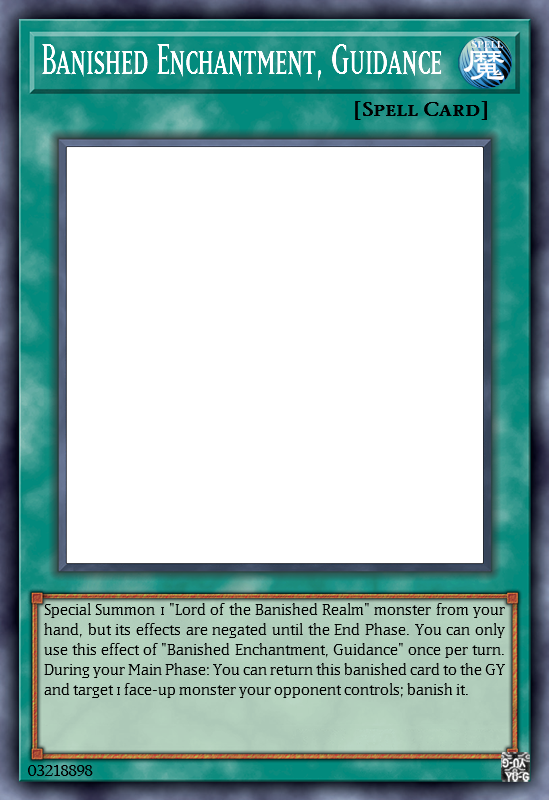 Banished Enchantment, Guidance
SPELL
魔
[Spell Card]
Special Summon 1 "Lord of the Banished Realm" monster from your
hand, but its effects are negated until the End Phase. You can only
use this effect of "Banished Enchantment, Guidance" once per turn.
During your Main Phase: You can return this banished card to the GY
and target 1 face-up monster your opponent controls; banish it.
03218898
YU-G